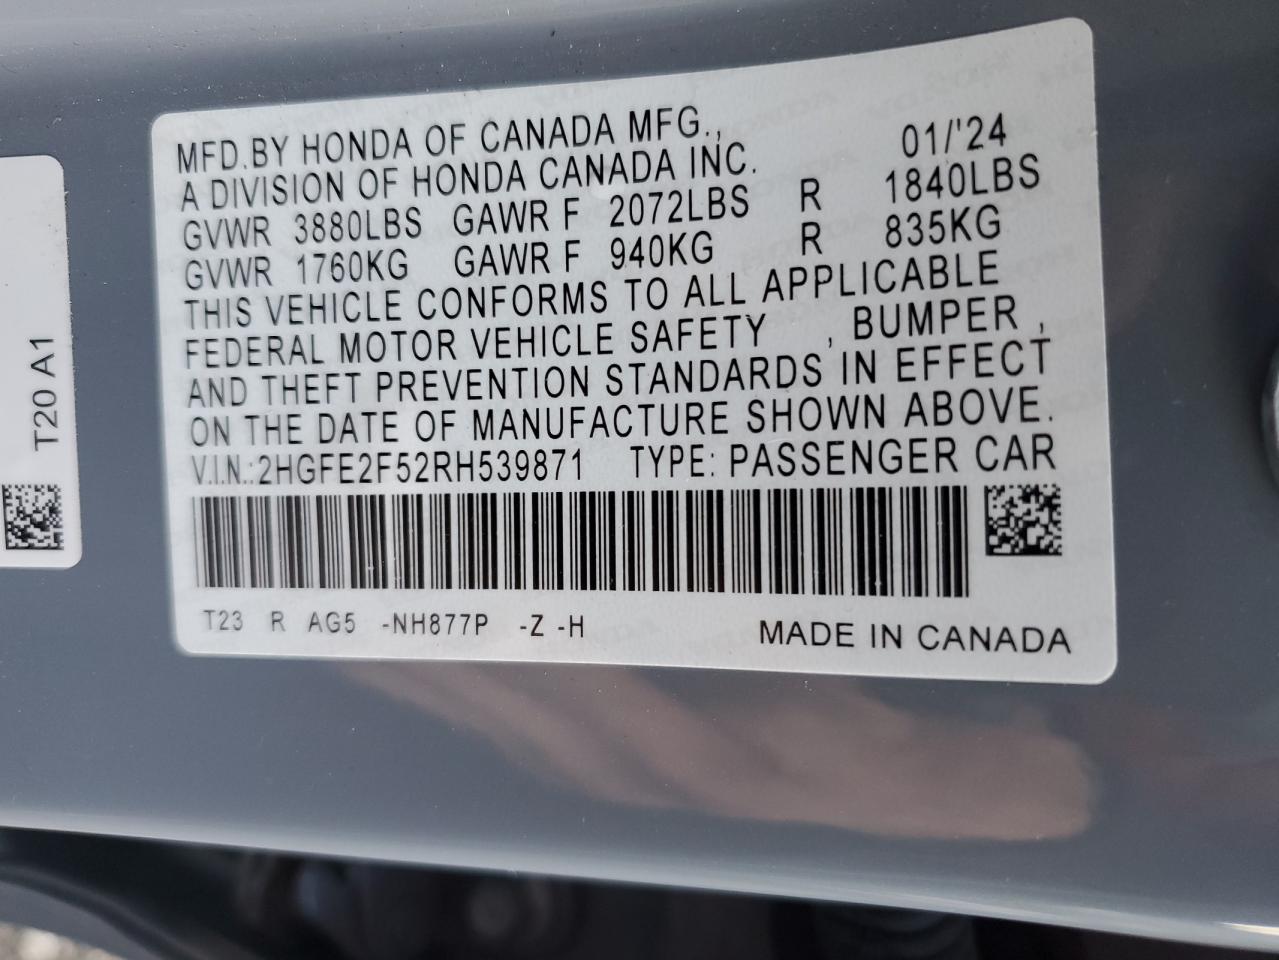 MFD.BY HONDA OF CANADA MFG., 01/'24
A DIVISION OF HONDA CANADA INC.
GVWR 3880LBS GAWR F 2072LBS R 1840LBS
GVWR 1760KG GAWR F 940KG R 835KG
THIS VEHICLE CONFORMS TO ALL APPLICABLE
FEDERAL MOTOR VEHICLE SAFETY , BUMPER ,
AND THEFT PREVENTION STANDARDS IN EFFECT
ON THE DATE OF MANUFACTURE SHOWN ABOVE.
V.I.N.:2HGFE2F52RH539871 TYPE: PASSENGER CAR
T23 R AG5 -NH877P -Z -H MADE IN CANADA
T20 A1